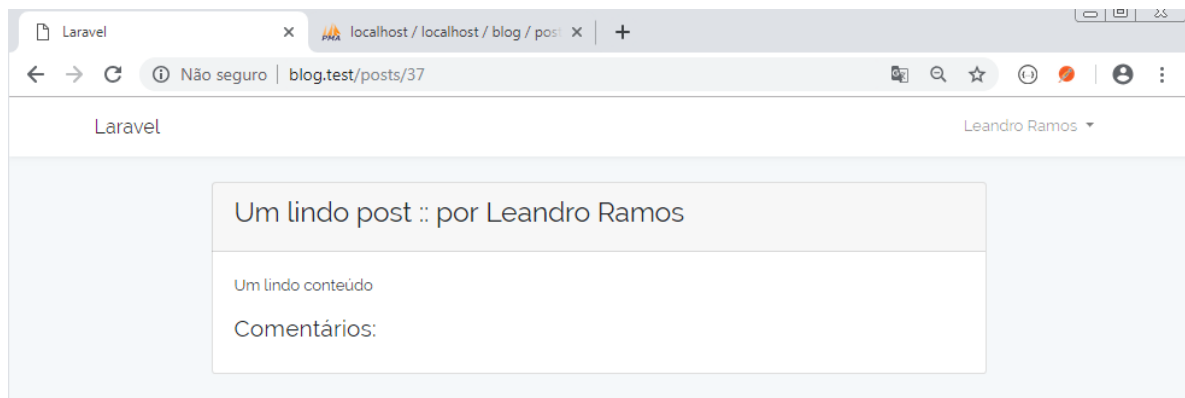 Laravel
PMA localhost / localhost / blog / post
Não seguro | blog.test/posts/37
Laravel
Leandro Ramos
Um lindo post :: por Leandro Ramos
Um lindo conteúdo
Comentários: